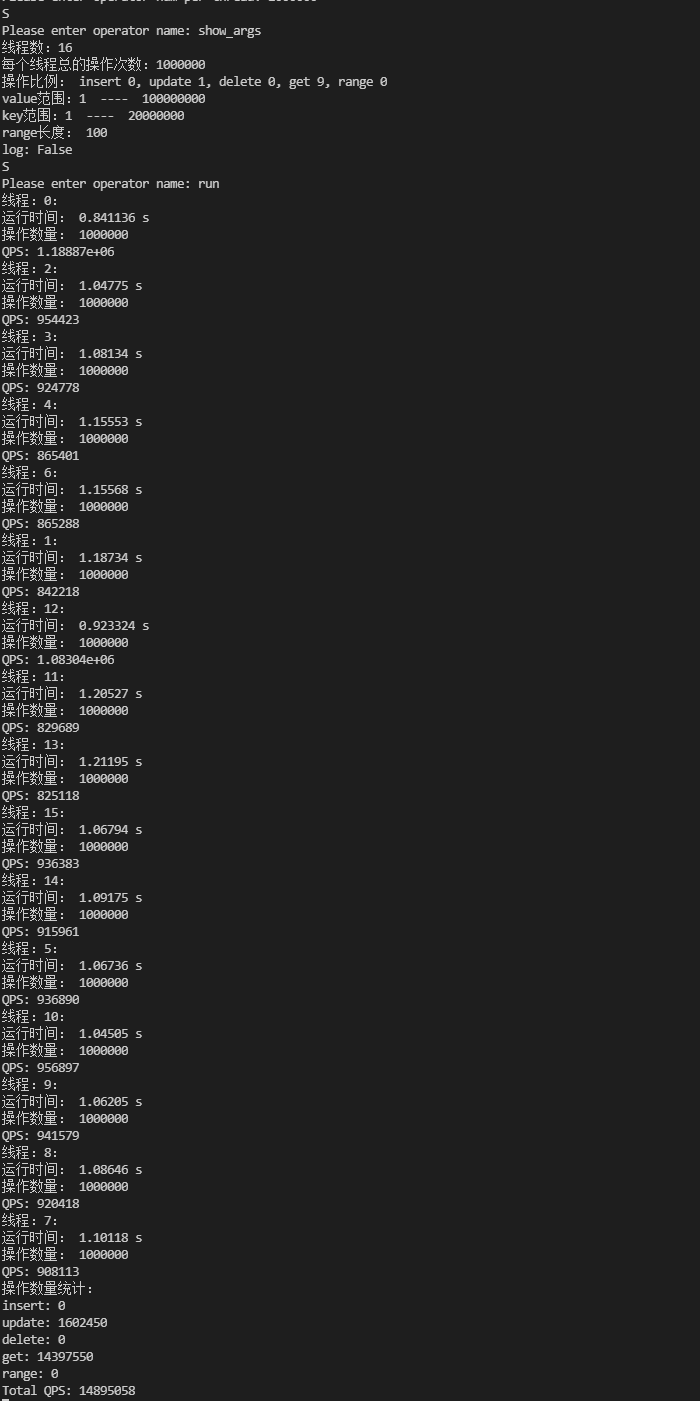 S
Please enter operator name: show_args
线程数: 16
每个线程总的操作次数: 1000000
操作比例: insert 0, update 1, delete 0, get 9, range 0
value范围: 1 ---- 100000000
key范围: 1 ---- 20000000
range长度: 100
log: False
S
Please enter operator name: run
线程: 0:
运行时间: 0.841136 s
操作数量: 1000000
QPS: 1.18887e+06
线程: 2:
运行时间: 1.04775 s
操作数量: 1000000
QPS: 954423
线程: 3:
运行时间: 1.08134 s
操作数量: 1000000
QPS: 924778
线程: 4:
运行时间: 1.15553 s
操作数量: 1000000
QPS: 865401
线程: 6:
运行时间: 1.15568 s
操作数量: 1000000
QPS: 865288
线程: 1:
运行时间: 1.18734 s
操作数量: 1000000
QPS: 842218
线程: 12:
运行时间: 0.923324 s
操作数量: 1000000
QPS: 1.08304e+06
线程: 11:
运行时间: 1.20527 s
操作数量: 1000000
QPS: 829689
线程: 13:
运行时间: 1.21195 s
操作数量: 1000000
QPS: 825118
线程: 15:
运行时间: 1.06794 s
操作数量: 1000000
QPS: 936383
线程: 14:
运行时间: 1.09175 s
操作数量: 1000000
QPS: 915961
线程: 5:
运行时间: 1.06736 s
操作数量: 1000000
QPS: 936890
线程: 10:
运行时间: 1.04505 s
操作数量: 1000000
QPS: 956897
线程: 9:
运行时间: 1.06205 s
操作数量: 1000000
QPS: 941579
线程: 8:
运行时间: 1.08646 s
操作数量: 1000000
QPS: 920418
线程: 7:
运行时间: 1.10118 s
操作数量: 1000000
QPS: 908113
操作数量统计:
insert: 0
update: 1602450
delete: 0
get: 14397550
range: 0
Total QPS: 14895058